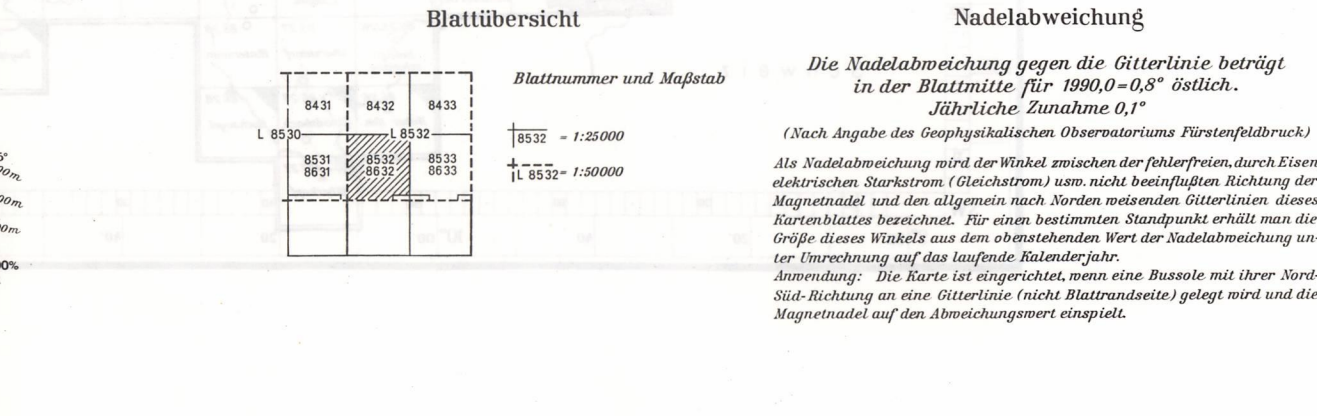 Blattübersicht
Blattnummer und Maßstab
8431 8432 8433
L 8530 L 8532
8531 8532 8533
8631 8632 8633
8532 = 1:25000
L 8532 = 1:50000
00%
Nadelabweichung
Die Nadelabweichung gegen die Gitterlinie beträgt
in der Blattmitte für 1990,0=0,8° östlich.
Jährliche Zunahme 0,1°
(Nach Angabe des Geophysikalischen Observatoriums Fürstenfeldbruck)
Als Nadelabweichung wird der Winkel zwischen der fehlerfreien, durch Eisen
elektrischen Starkstrom (Gleichstrom) usw. nicht beeinflußten Richtung der
Magnetnadel und den allgemein nach Norden weisenden Gitterlinien dieses
Kartenblattes bezeichnet. Für einen bestimmten Standpunkt erhält man die
Größe dieses Winkels aus dem obenstehenden Wert der Nadelabweichung un-
ter Umrechnung auf das laufende Kalenderjahr.
Anwendung: Die Karte ist eingerichtet, wenn eine Bussole mit ihrer Nord-
Süd-Richtung an eine Gitterlinie (nicht Blattrandseite) gelegt wird und die
Magnetnadel auf den Abweichungswert einspielt.